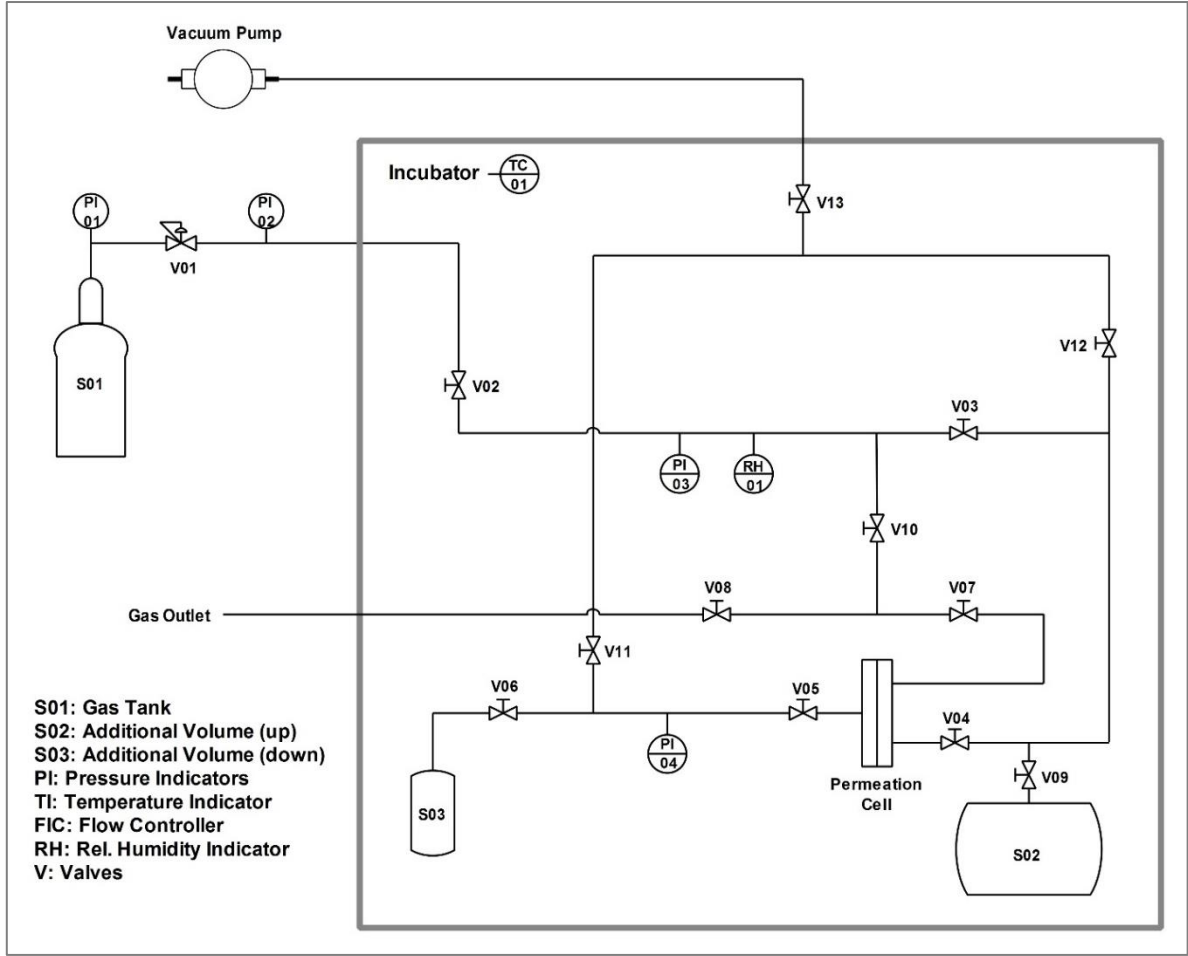 Vacuum Pump
Incubator
TC
01
PI
01
PI
02
V13
V01
V12
S01
V02
V03
PI
03
RH
01
V10
V08
V07
Gas Outlet
V11
V06
V05
V04
PI
04
V09
Permeation
Cell
S03
S02
S01: Gas Tank
S02: Additional Volume (up)
S03: Additional Volume (down)
PI: Pressure Indicators
TI: Temperature Indicator
FIC: Flow Controller
RH: Rel. Humidity Indicator
V: Valves